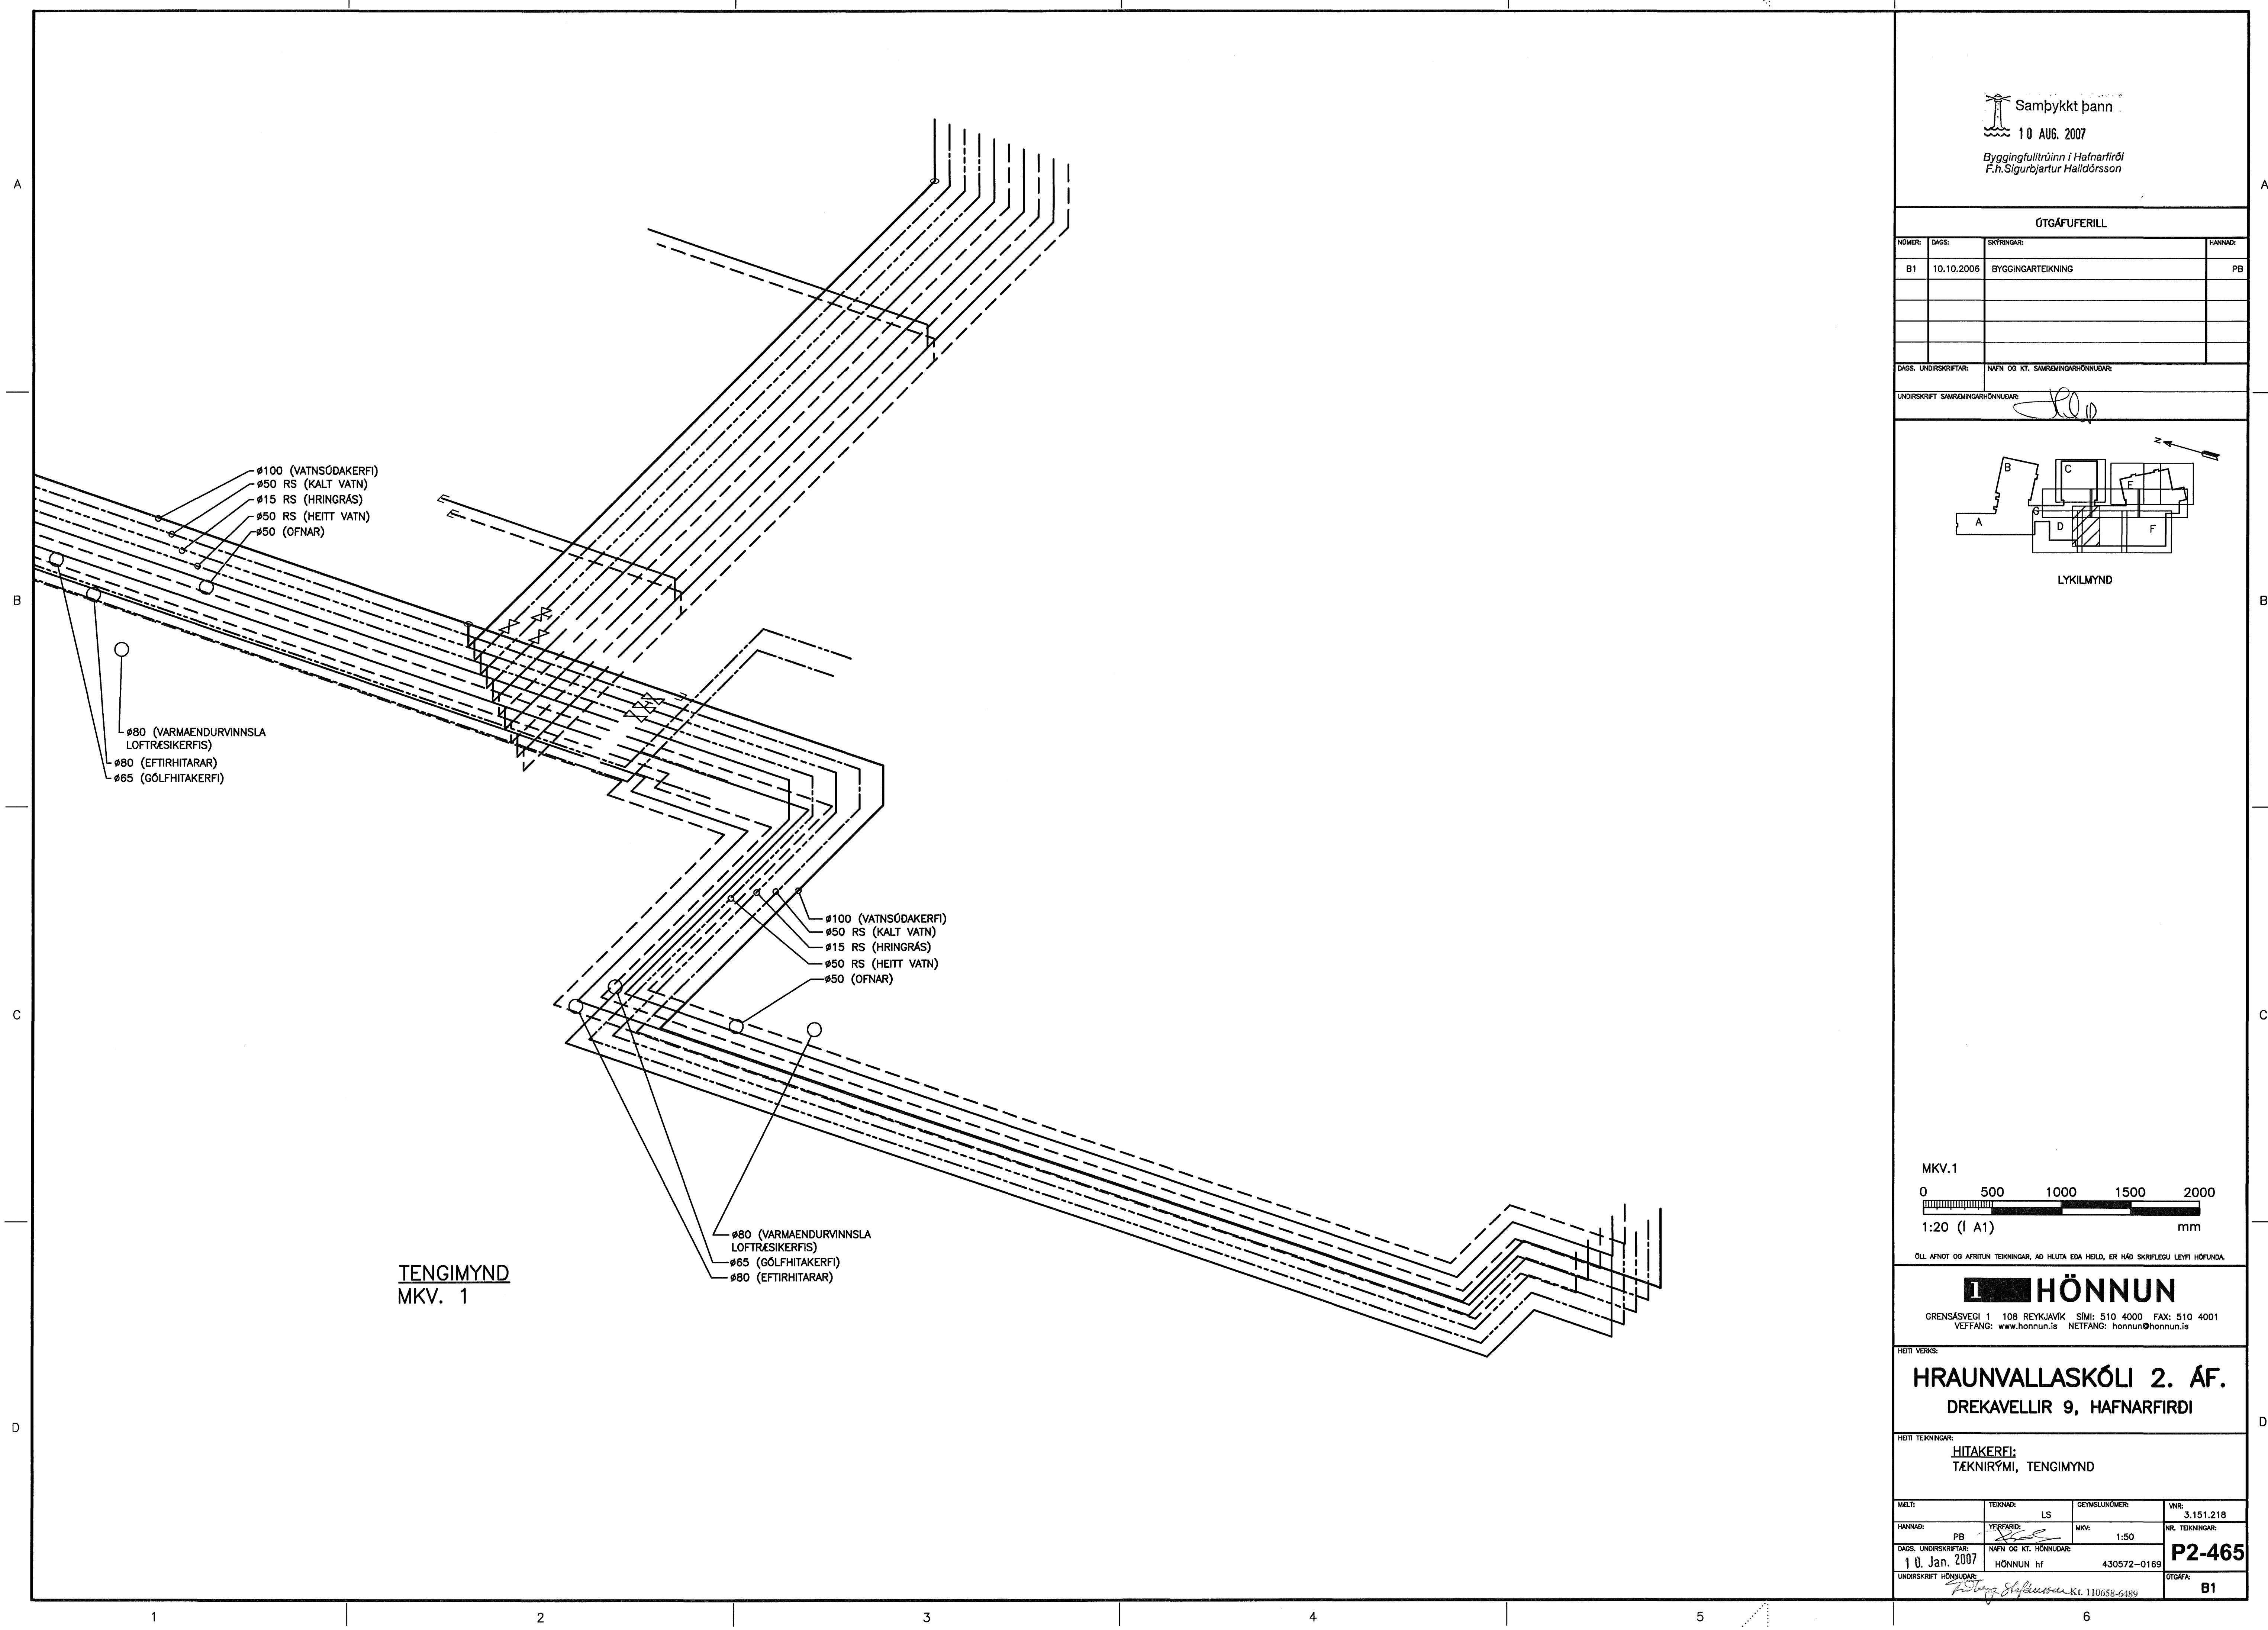 Samþykkt þann
10 AUG. 2007
Byggingfulltrúinn í Hafnarfirði
F.h.Sigurbjartur Halldórsson
ÚTGÁFUFERILL
NÚMER: DAGS: SKÝRINGAR: HANNAÐ:
B1 10.10.2006 BYGGINGARTEIKNING PB
DAGS. UNDIRSKRIFTAR: NAFN OG KT. SAMRÆMINGARHÖNNUÐAR:
UNDIRSKRIFT SAMRÆMINGARHÖNNUÐAR:
N
B C E
G
A D F
LYKILMYND
A
B
C
D
A
B
C
D
ø100 (VATNSÚÐAKERFI)
ø50 RS (KALT VATN)
ø15 RS (HRINGRÁS)
ø50 RS (HEITT VATN)
ø50 (OFNAR)
ø80 (VARMAENDURVINNSLA
LOFTRÆSIKERFIS)
ø80 (EFTIRHITARAR)
ø65 (GÓLFHITAKERFI)
ø100 (VATNSÚÐAKERFI)
ø50 RS (KALT VATN)
ø15 RS (HRINGRÁS)
ø50 RS (HEITT VATN)
ø50 (OFNAR)
ø80 (VARMAENDURVINNSLA
LOFTRÆSIKERFIS)
ø65 (GÓLFHITAKERFI)
ø80 (EFTIRHITARAR)
TENGIMYND
MKV. 1
MKV.1
0 500 1000 1500 2000
1:20 (Í A1) mm
ÖLL AFNOT OG AFRITUN TEIKNINGAR, AÐ HLUTA EÐA HEILD, ER HÁÐ SKRIFLEGU LEYFI HÖFUNDA.
1 HÖNNUN
GRENSÁSVEGI 1 108 REYKJAVÍK SÍMI: 510 4000 FAX: 510 4001
VEFFANG: www.honnun.is NETFANG: honnun@honnun.is
HEITI VERKS:
HRAUNVALLASKÓLI 2. ÁF.
DREKAVELLIR 9, HAFNARFIRÐI
HEITI TEIKNINGAR:
HITAKERFI:
TÆKNIRÝMI, TENGIMYND
MÆLT: TEIKNAÐ: LS GEYMSLUNÚMER: VNR: 3.151.218
HANNAÐ: PB YFIRFARIÐ: MKV: 1:50 NR. TEIKNINGAR:
P2-465
DAGS. UNDIRSKRIFTAR: 10. Jan. 2007 NAFN OG KT. HÖNNUÐAR: HÖNNUN hf 430572-0169
UNDIRSKRIFT HÖNNUÐAR: Kt. 110658-6489 ÚTGÁFA: B1
1 2 3 4 5 6